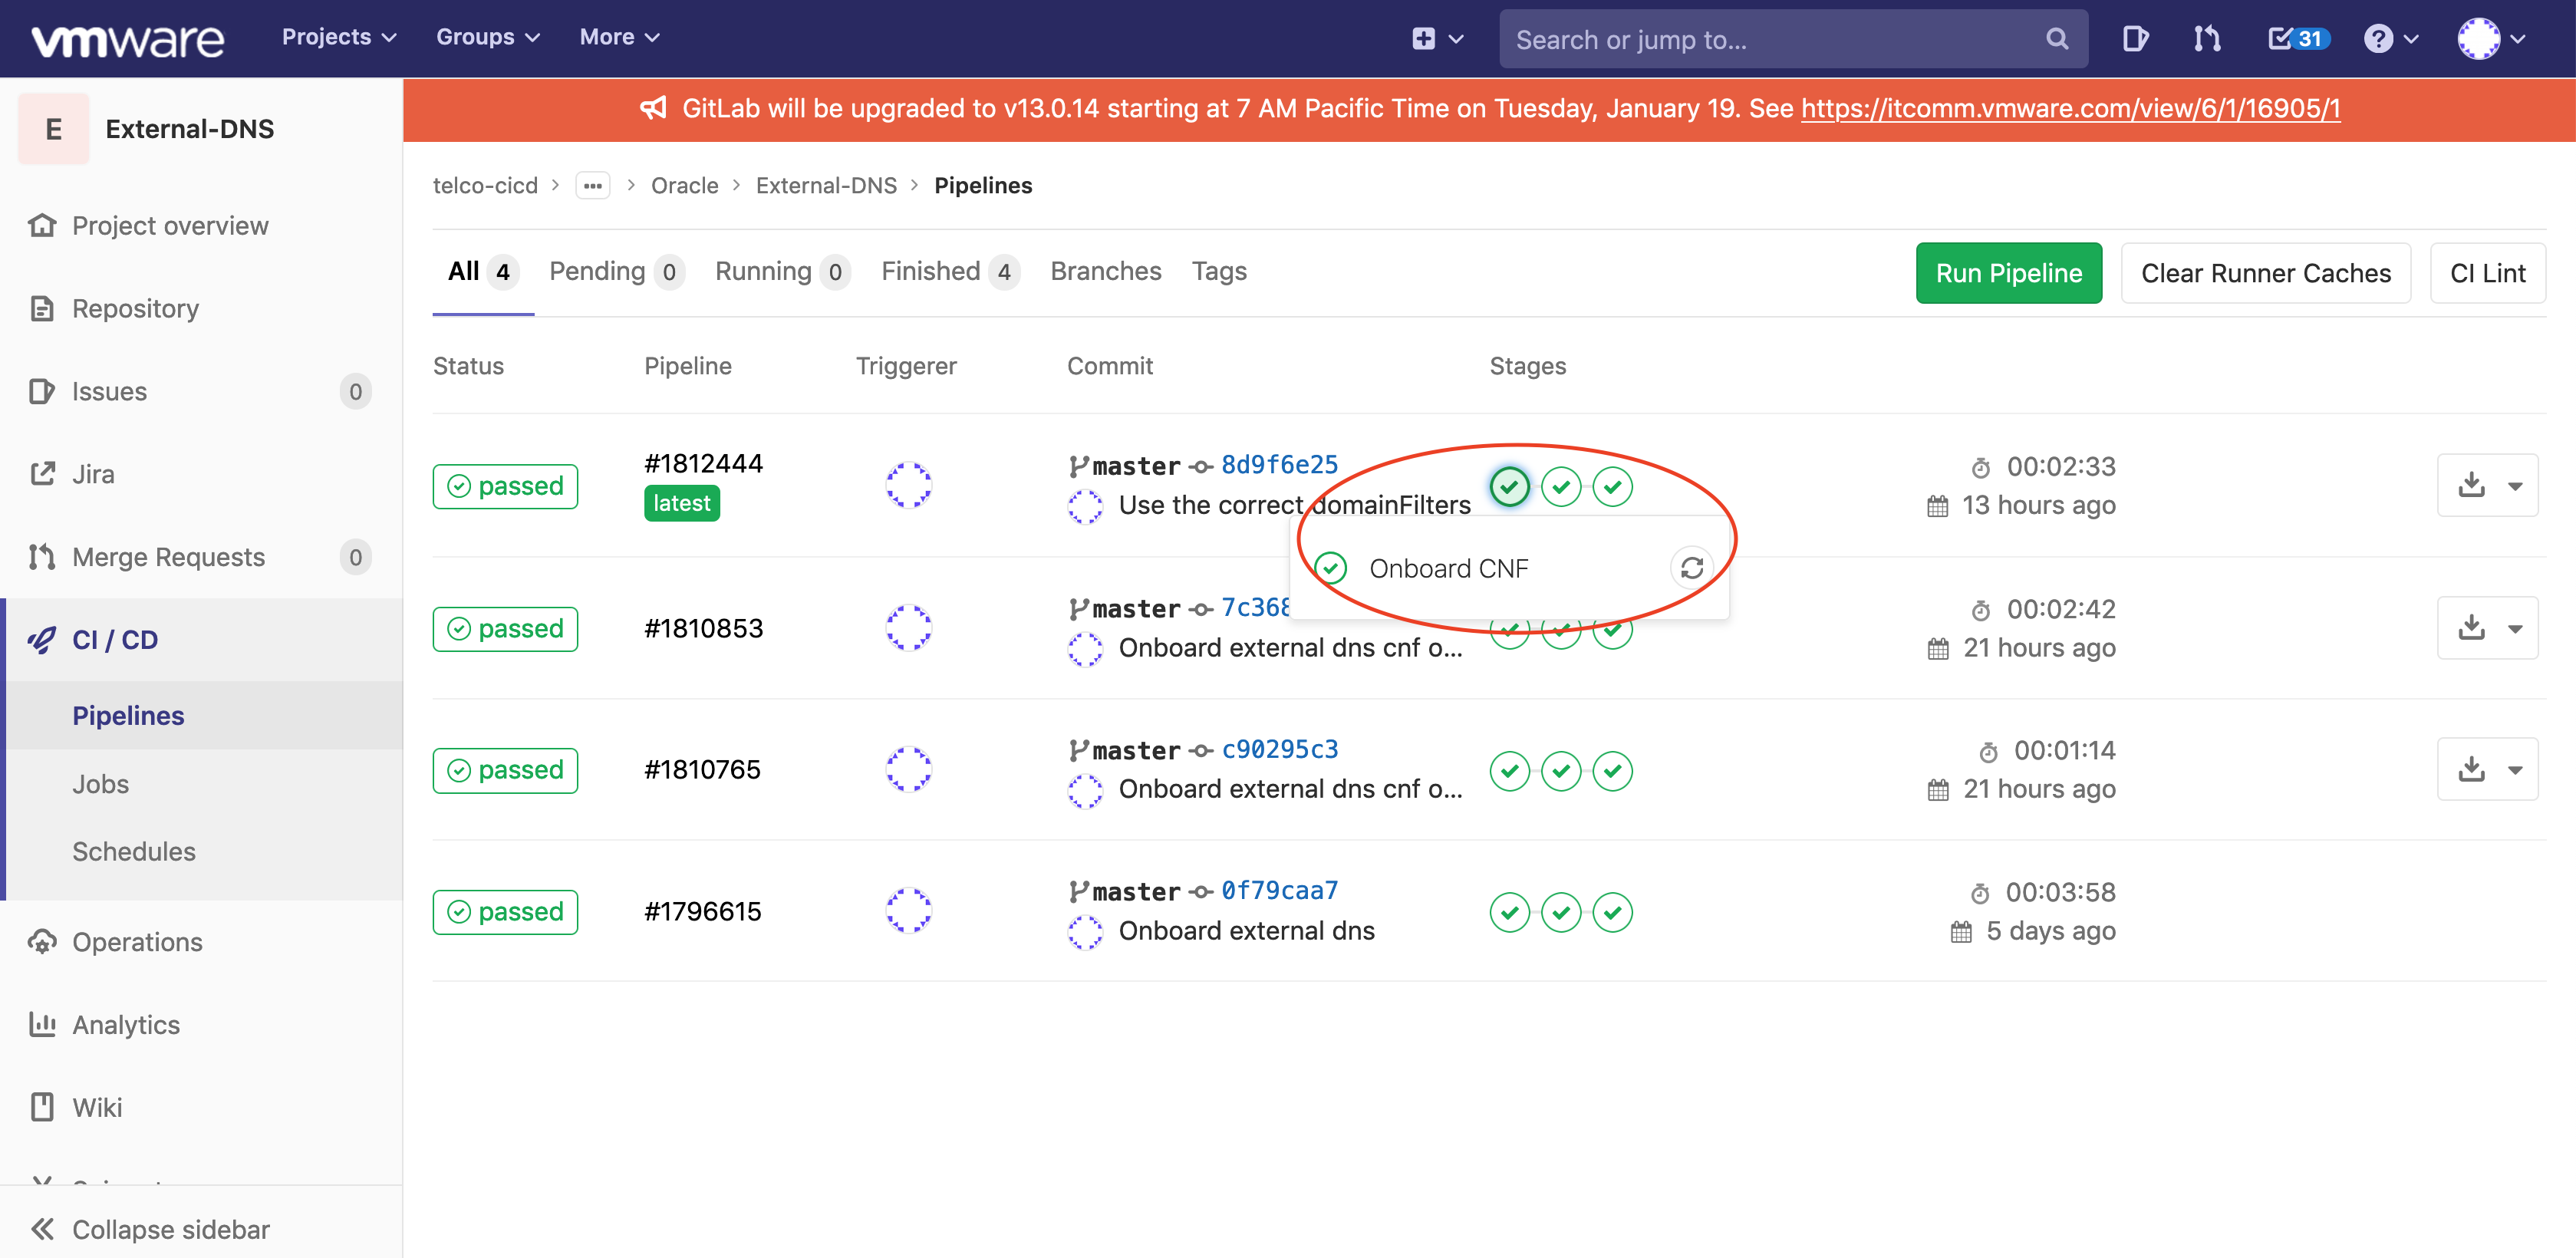 vmware Projects Groups More Search or jump to... 31
GitLab will be upgraded to v13.0.14 starting at 7 AM Pacific Time on Tuesday, January 19. See https://itcomm.vmware.com/view/6/1/16905/1
E External-DNS
Project overview
Repository
Issues 0
Jira
Merge Requests 0
CI / CD
Pipelines
Jobs
Schedules
Operations
Analytics
Wiki
Collapse sidebar
telco-cicd > ... > Oracle > External-DNS > Pipelines
All 4 Pending 0 Running 0 Finished 4 Branches Tags Run Pipeline Clear Runner Caches CI Lint
Status Pipeline Triggerer Commit Stages
passed #1812444 latest master 8d9f6e25 00:02:33
Use the correct domainFilters 13 hours ago
Onboard CNF
passed #1810853 master 7c368 00:02:42
Onboard external dns cnf o... 21 hours ago
passed #1810765 master c90295c3 00:01:14
Onboard external dns cnf o... 21 hours ago
passed #1796615 master 0f79caa7 00:03:58
Onboard external dns 5 days ago